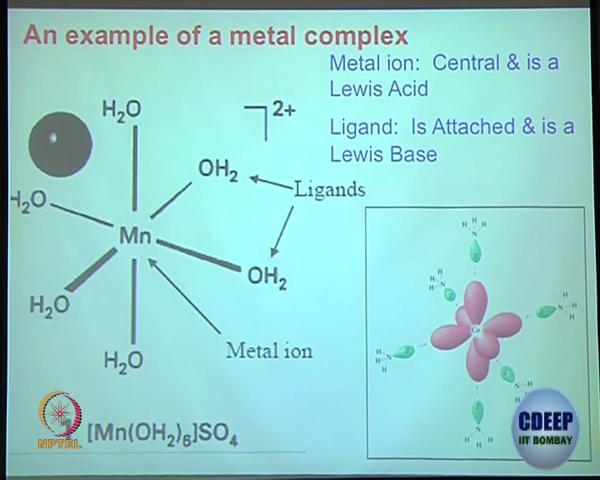 An example of a metal complex
Metal ion: Central & is a
Lewis Acid
Ligand: Is Attached & is a
Lewis Base
H₂O
2+
OH₂
Ligands
H₂O
Mn
OH₂
H₂O
Metal ion
H₂O
[Mn(OH₂)₆]SO₄
NPTEL
H H H
N
H
H N
H
N H
H
H
Co
H
H N
H
N H
H
N
H H H
CDEEP
IIT BOMBAY